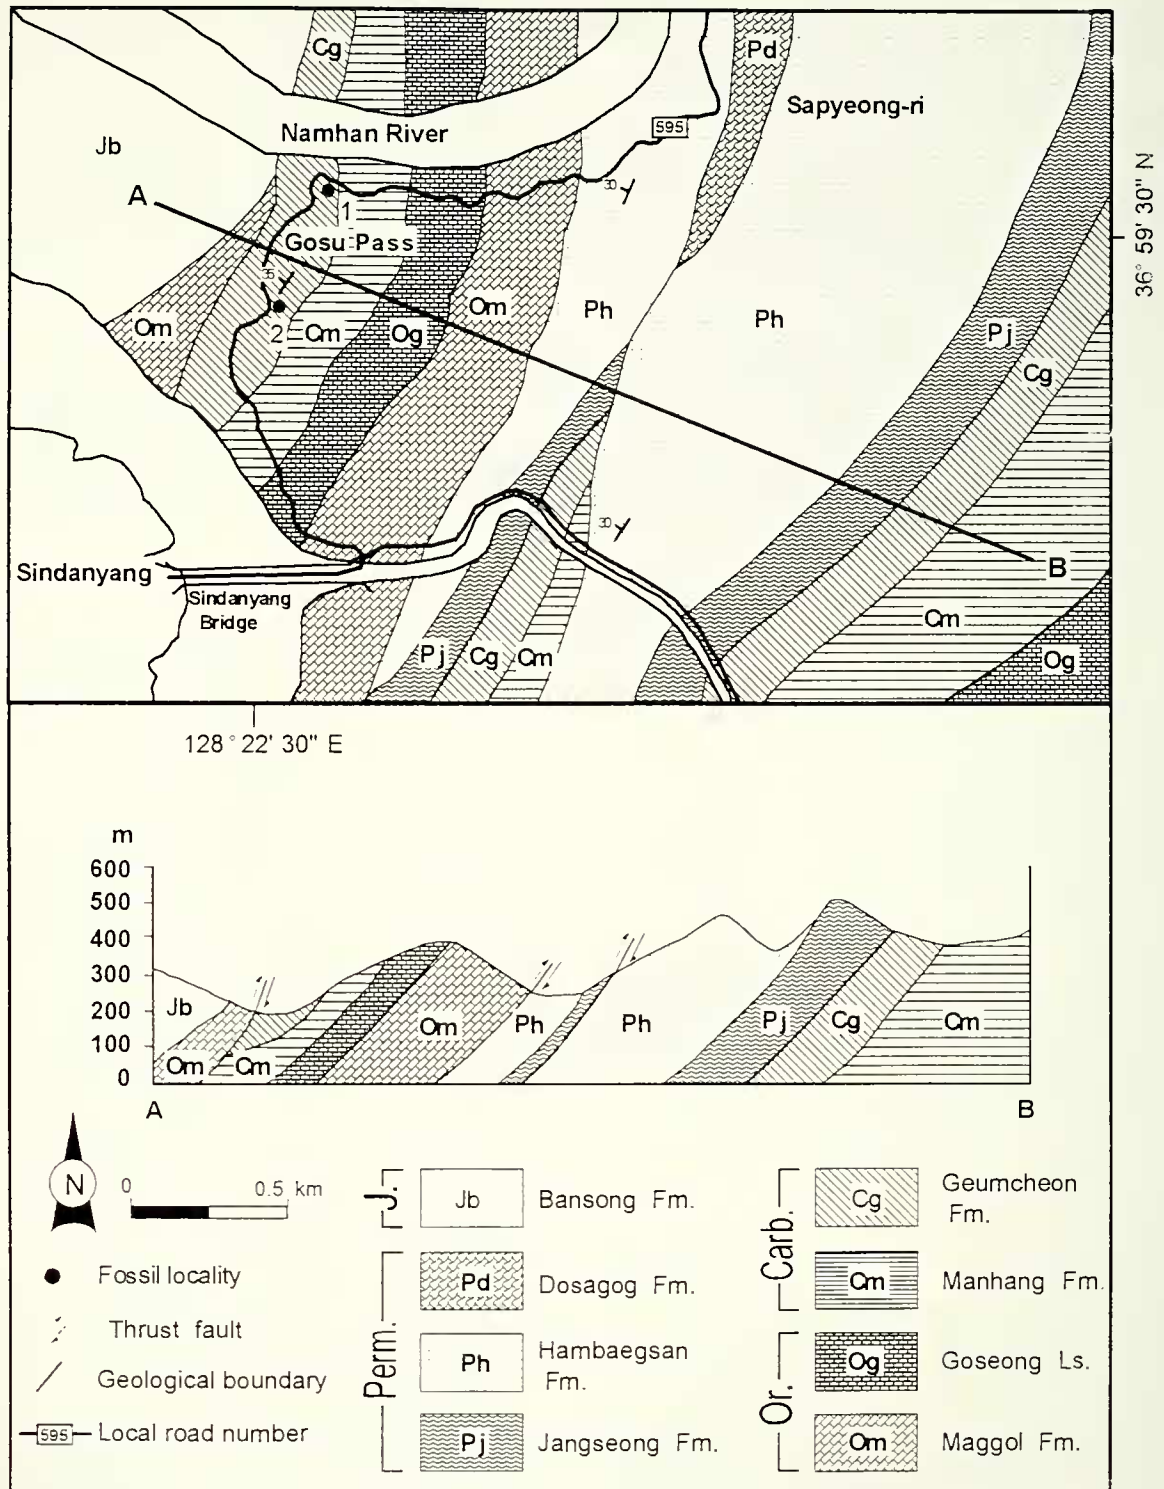 Cg
Pd
Sapyeong-ri
595
Namhan River
Jb
A
30
1
Gosu Pass
36° 59' 30" N
35
Om
2
Cm
Og
Om
Ph
Ph
Pj
Cg
30
B
Sindanyang
Sindanyang
Bridge
Cm
Pj
Cg
Cm
Og
128° 22' 30" E
m
600
500
400
300
200
100
0
Jb
Om
Cm
Om
Ph
Ph
Pj
Cg
Cm
A
B
N
0
0.5 km
Fossil locality
Thrust fault
Geological boundary
595 Local road number
J.
Jb Bansong Fm.
Perm.
Pd Dosagog Fm.
Ph Hambaegsan
Fm.
Pj Jangseong Fm.
Carb.
Cg Geumcheon
Fm.
Cm Manhang Fm.
Or.
Og Goseong Ls.
Om Maggol Fm.